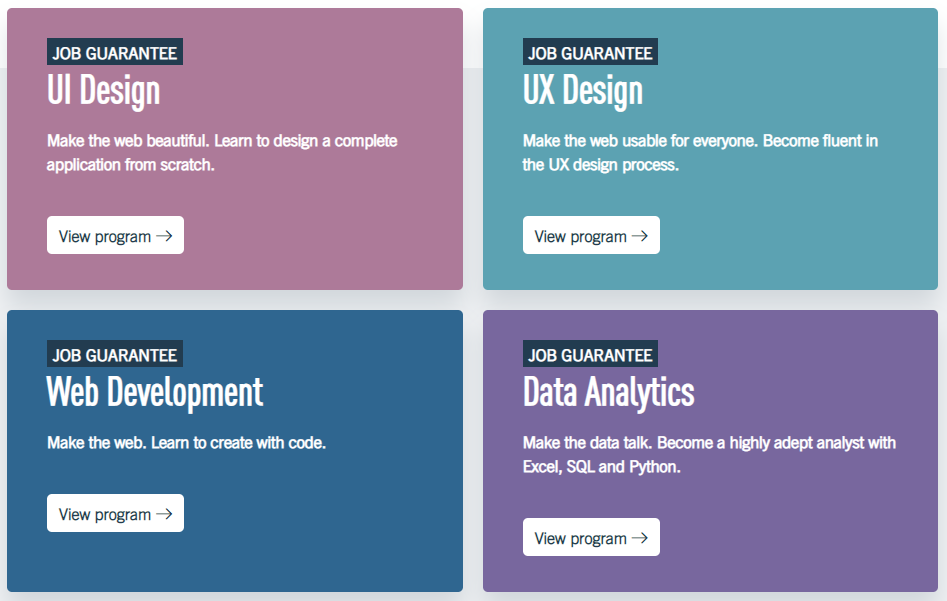 JOB GUARANTEE
UI Design
Make the web beautiful. Learn to design a complete
application from scratch.
View program →
JOB GUARANTEE
UX Design
Make the web usable for everyone. Become fluent in
the UX design process.
View program →
JOB GUARANTEE
Web Development
Make the web. Learn to create with code.
View program →
JOB GUARANTEE
Data Analytics
Make the data talk. Become a highly adept analyst with
Excel, SQL and Python.
View program →